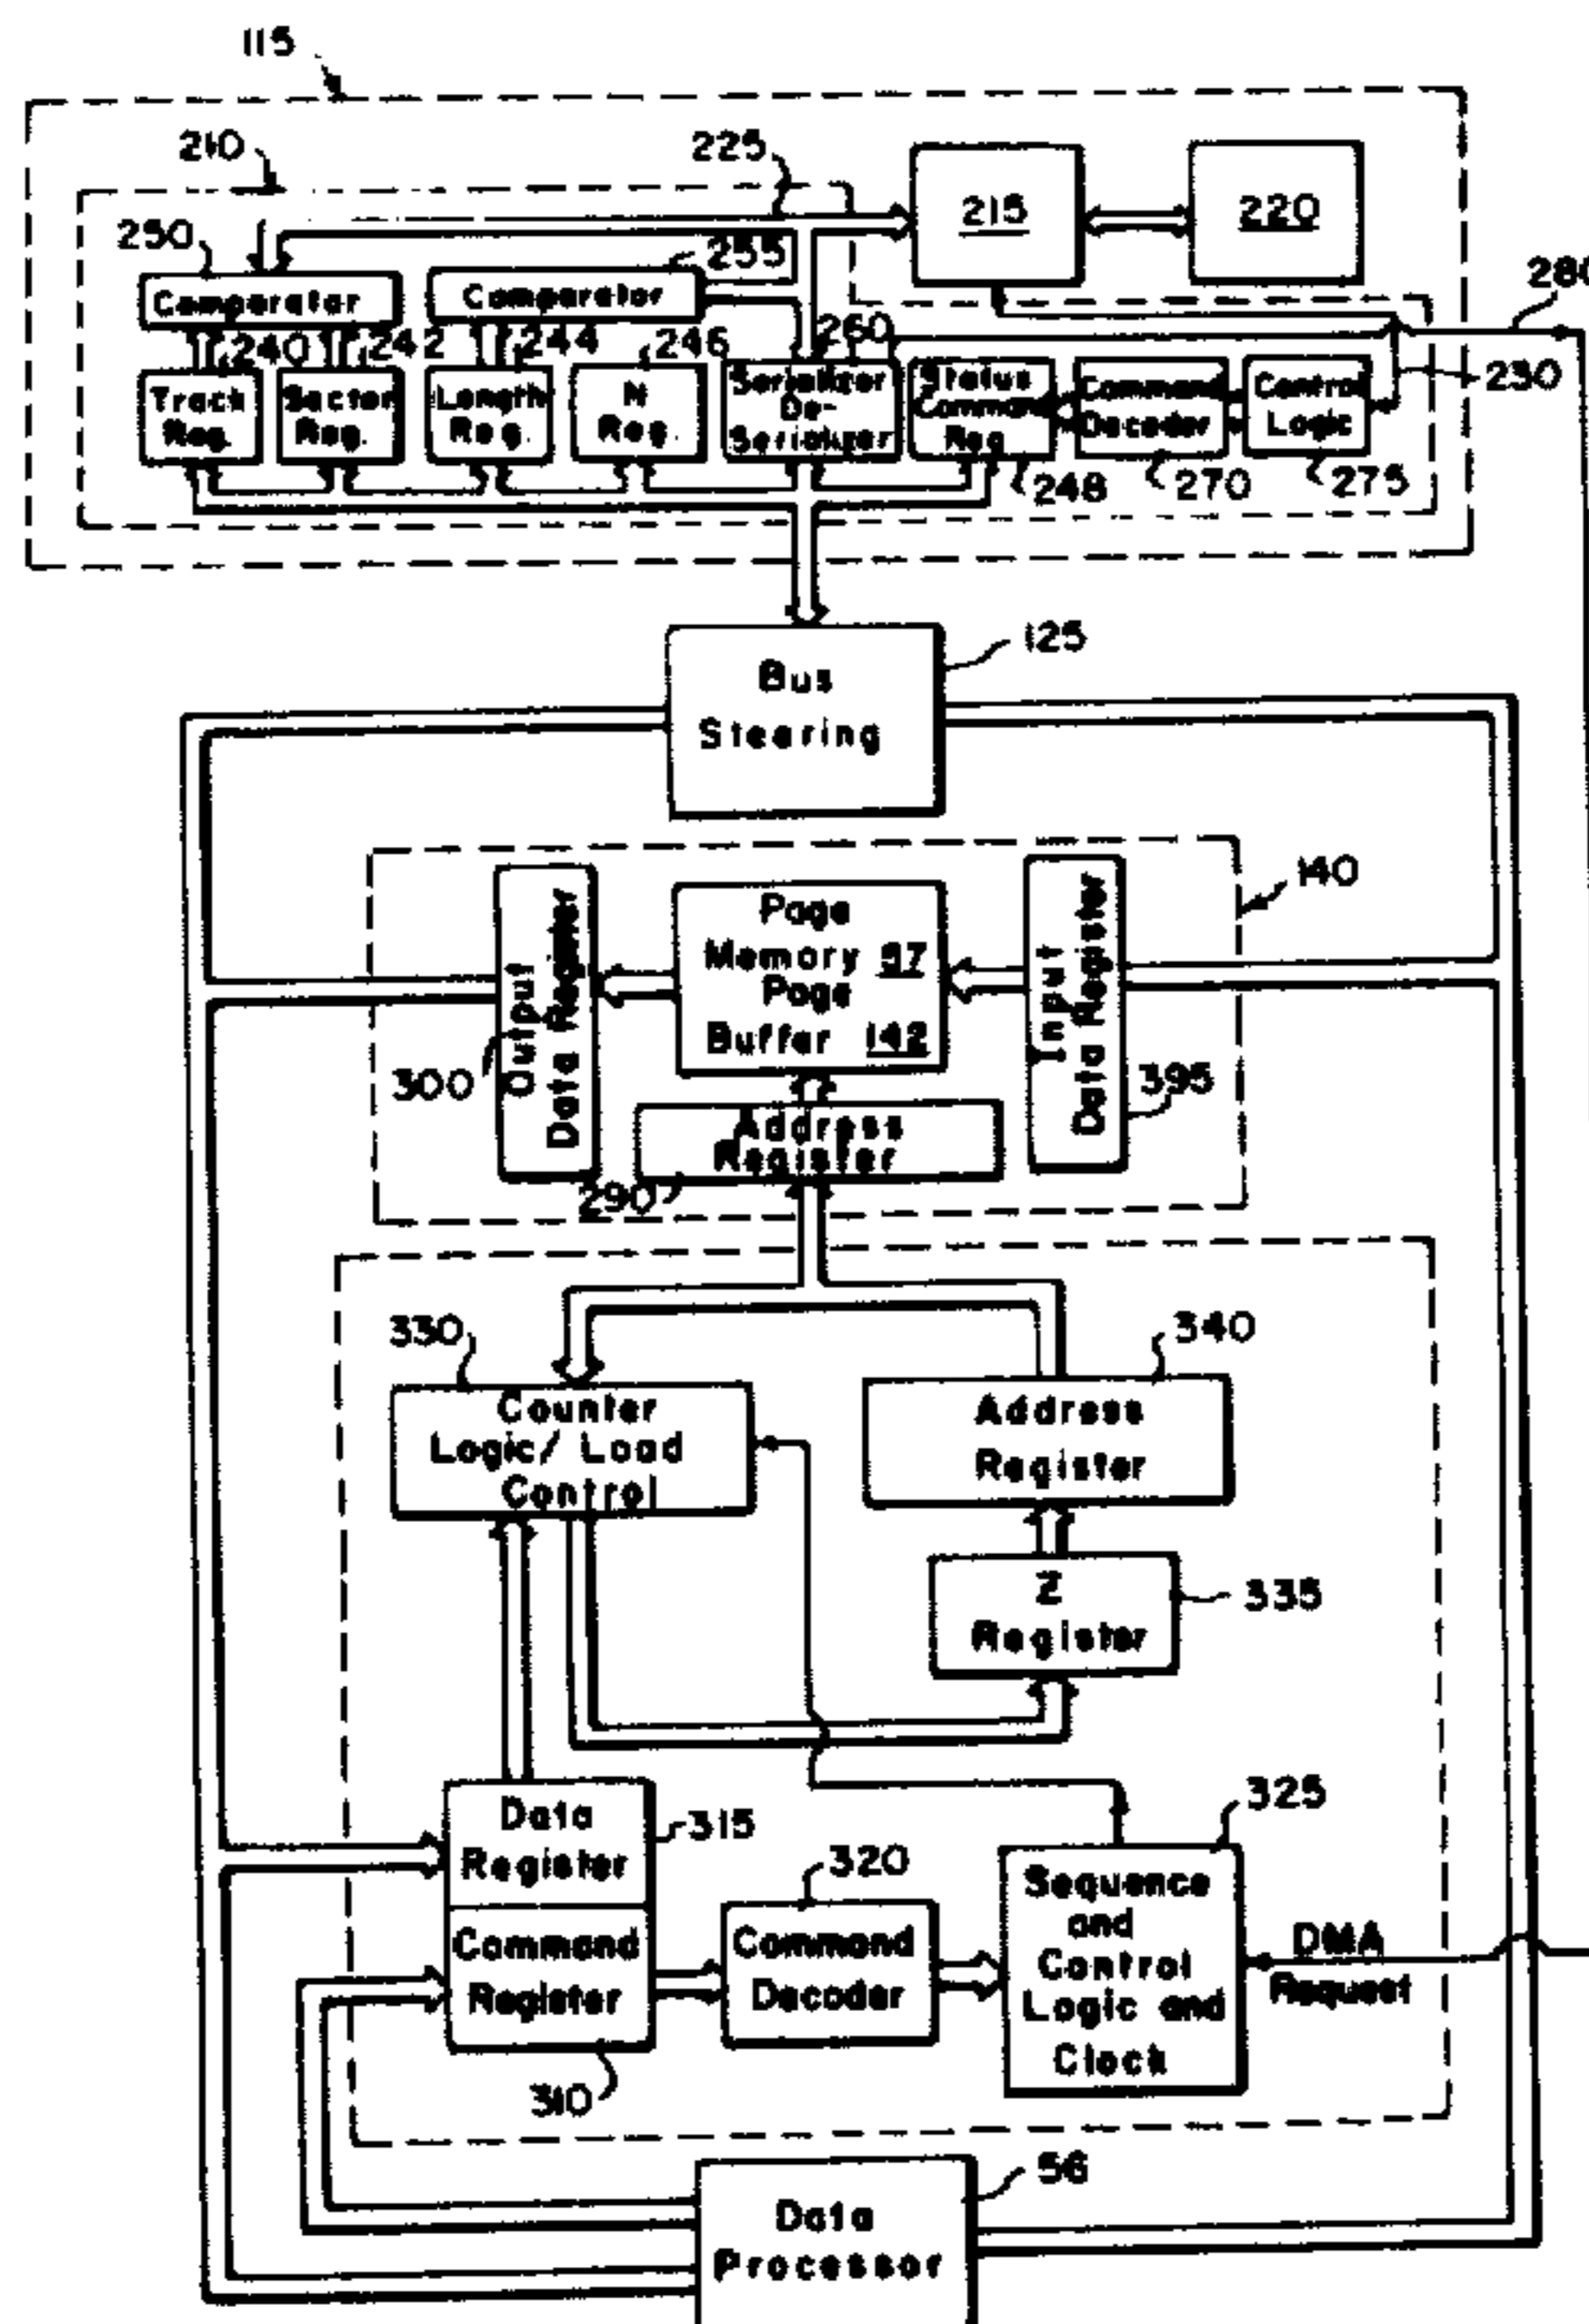 115
210
225
215
220
250
255
280
Comparator
Comparator
240
242
244
246
260
Track
Reg.
Sector
Reg.
Length
Reg.
N
Reg.
Serializer
De-
Serializer
Status
Command
Reg
Command
Decoder
Control
Logic
230
248
270
275
125
Bus
Steering
140
Output
Data Register
Page
Memory 57
Page
Buffer 142
Input
Data Register
300
395
Address
Register
290
330
340
Counter
Logic/Load
Control
Address
Register
Z
Register
335
325
Data
Register
315
320
Command
Register
Command
Decoder
Sequence
and
Control
Logic and
Clock
DMA
Request
310
56
Data
Processor